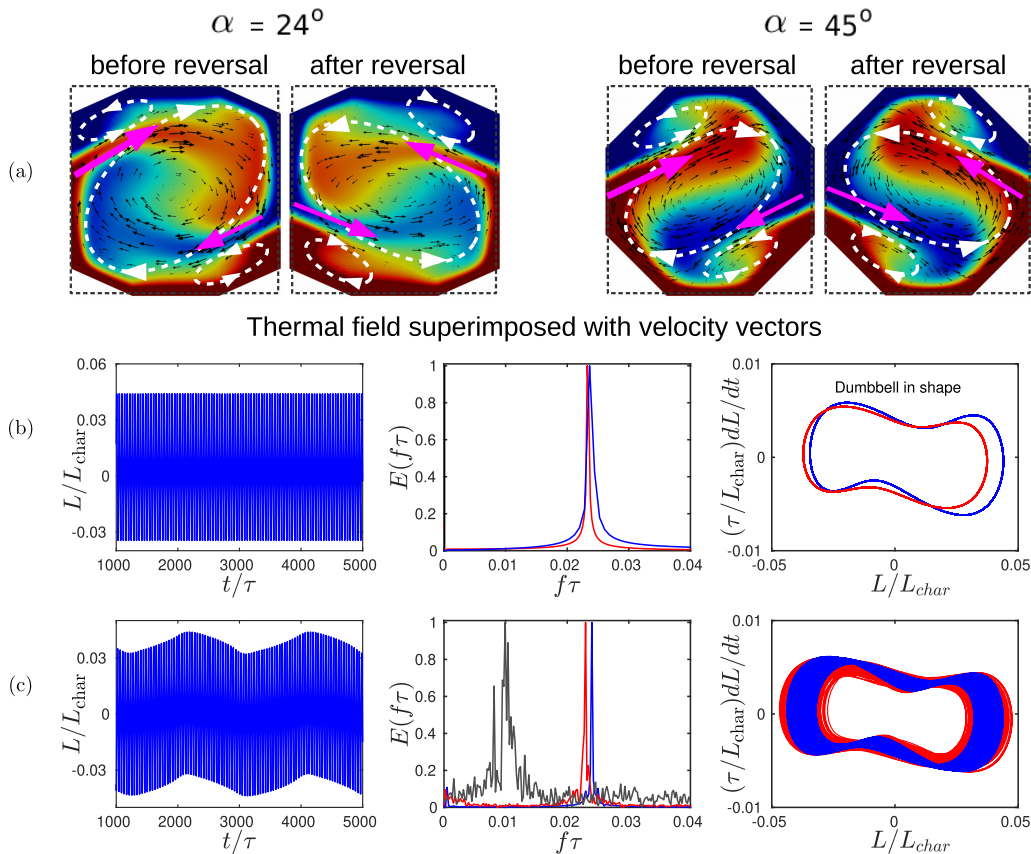 α = 24° α = 45°
before reversal after reversal before reversal after reversal
(a)
Thermal field superimposed with velocity vectors
(b)
L/L_char
0.06
0.03
0
-0.03
1000 2000 3000 4000 5000
t/τ
E(fτ)
1
0.8
0.6
0.4
0.2
0
0 0.01 0.02 0.03 0.04
fτ
(τ/L_char)dL/dt
0.01
0
-0.01
Dumbbell in shape
-0.05 0 0.05
L/L_char
(c)
L/L_char
0.03
0
-0.03
1000 2000 3000 4000 5000
t/τ
E(fτ)
1
0.8
0.6
0.4
0.2
0
0 0.01 0.02 0.03 0.04
fτ
(τ/L_char)dL/dt
0.01
0
-0.01
-0.05 0 0.05
L/L_char